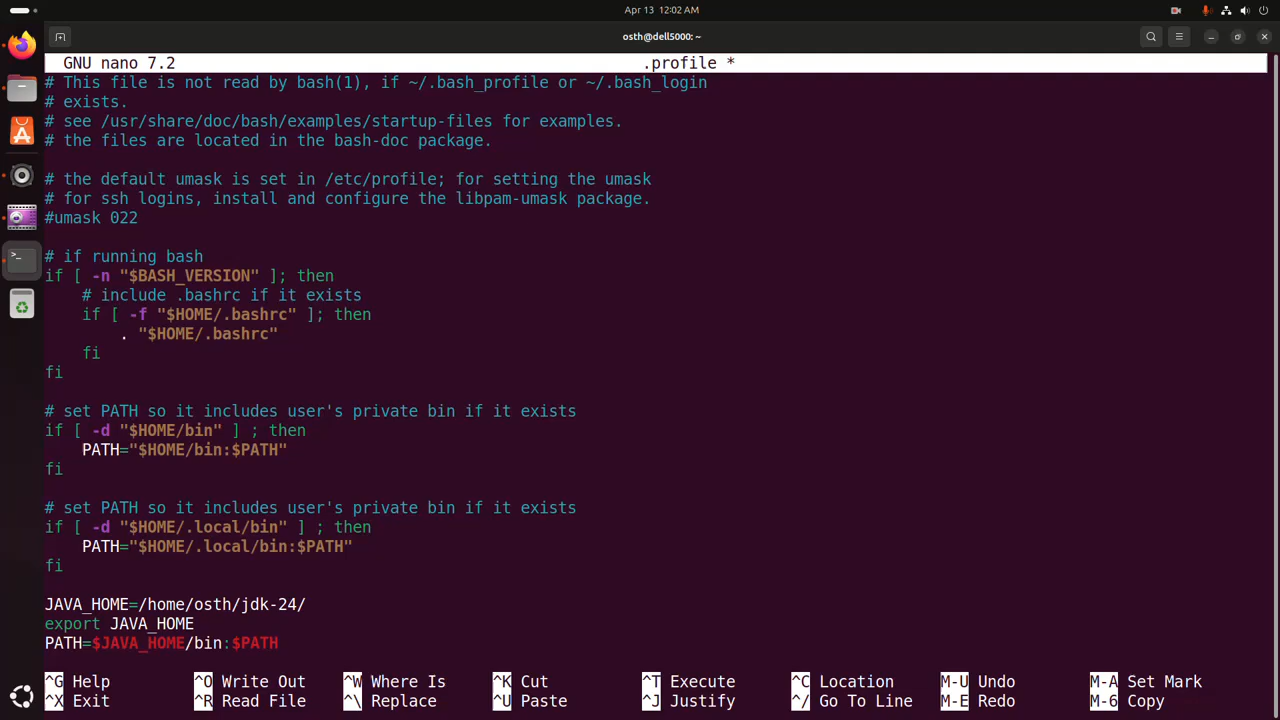 Apr 13 12:02 AM
osth@dell5000: ~
GNU nano 7.2 .profile *
# This file is not read by bash(1), if ~/.bash_profile or ~/.bash_login
# exists.
# see /usr/share/doc/bash/examples/startup-files for examples.
# the files are located in the bash-doc package.
# the default umask is set in /etc/profile; for setting the umask
# for ssh logins, install and configure the libpam-umask package.
#umask 022
# if running bash
if [ -n "$BASH_VERSION" ]; then
    # include .bashrc if it exists
    if [ -f "$HOME/.bashrc" ]; then
        . "$HOME/.bashrc"
    fi
fi
# set PATH so it includes user's private bin if it exists
if [ -d "$HOME/bin" ] ; then
    PATH="$HOME/bin:$PATH"
fi
# set PATH so it includes user's private bin if it exists
if [ -d "$HOME/.local/bin" ] ; then
    PATH="$HOME/.local/bin:$PATH"
fi
JAVA_HOME=/home/osth/jdk-24/
export JAVA_HOME
PATH=$JAVA_HOME/bin:$PATH
^G Help ^O Write Out ^W Where Is ^K Cut ^T Execute ^C Location M-U Undo M-A Set Mark
^X Exit ^R Read File ^\ Replace ^U Paste ^J Justify ^/ Go To Line M-E Redo M-6 Copy